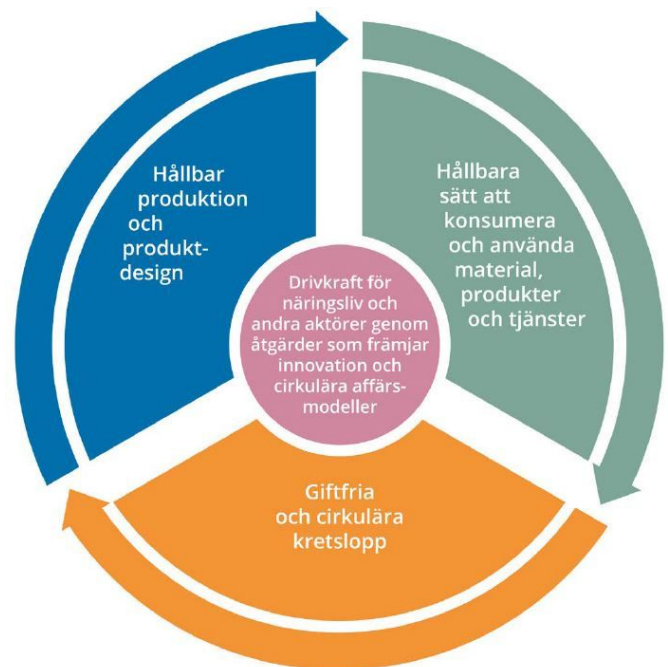 Hållbar
produktion
och
produkt-
design
Hållbara
sätt att
konsumera
och använda
material,
produkter
och tjänster
Drivkraft för
näringsliv och
andra aktörer genom
åtgärder som främjar
innovation och
cirkulära affärs-
modeller
Giftfria
och cirkulära
kretslopp